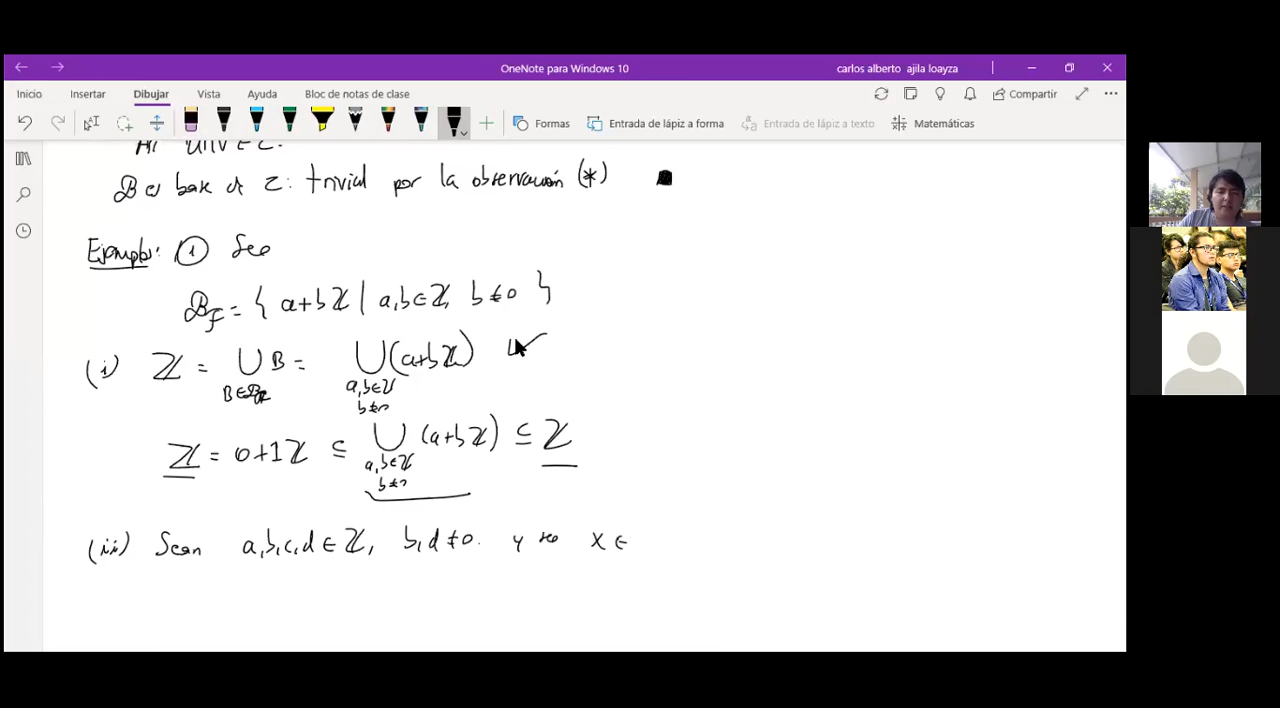 OneNote para Windows 10
carlos alberto ajila loayza
Inicio Insertar Dibujar Vista Ayuda Bloc de notas de clase
Compartir
Formas Entrada de lápiz a forma Entrada de lápiz a texto Matemáticas
B es base de τ: trivial por la observación (*) ■
Ejemplo: ① Sea
B_f = { a+bℤ | a,b∈ℤ, b≠0 }
(i) ℤ = ∪ B = ∪ (a+bℤ)
a,b∈ℤ
b≠0
ℤ = 0+1ℤ ⊆ ∪ (a+bℤ) ⊆ ℤ
a,b∈ℤ
b≠0
(ii) Sean a,b,c,d∈ℤ, b,d≠0. y sea x∈